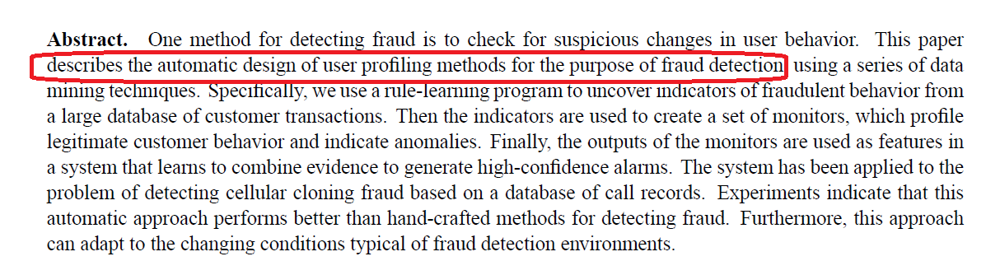 Abstract. One method for detecting fraud is to check for suspicious changes in user behavior. This paper
describes the automatic design of user profiling methods for the purpose of fraud detection, using a series of data
mining techniques. Specifically, we use a rule-learning program to uncover indicators of fraudulent behavior from
a large database of customer transactions. Then the indicators are used to create a set of monitors, which profile
legitimate customer behavior and indicate anomalies. Finally, the outputs of the monitors are used as features in
a system that learns to combine evidence to generate high-confidence alarms. The system has been applied to the
problem of detecting cellular cloning fraud based on a database of call records. Experiments indicate that this
automatic approach performs better than hand-crafted methods for detecting fraud. Furthermore, this approach
can adapt to the changing conditions typical of fraud detection environments.